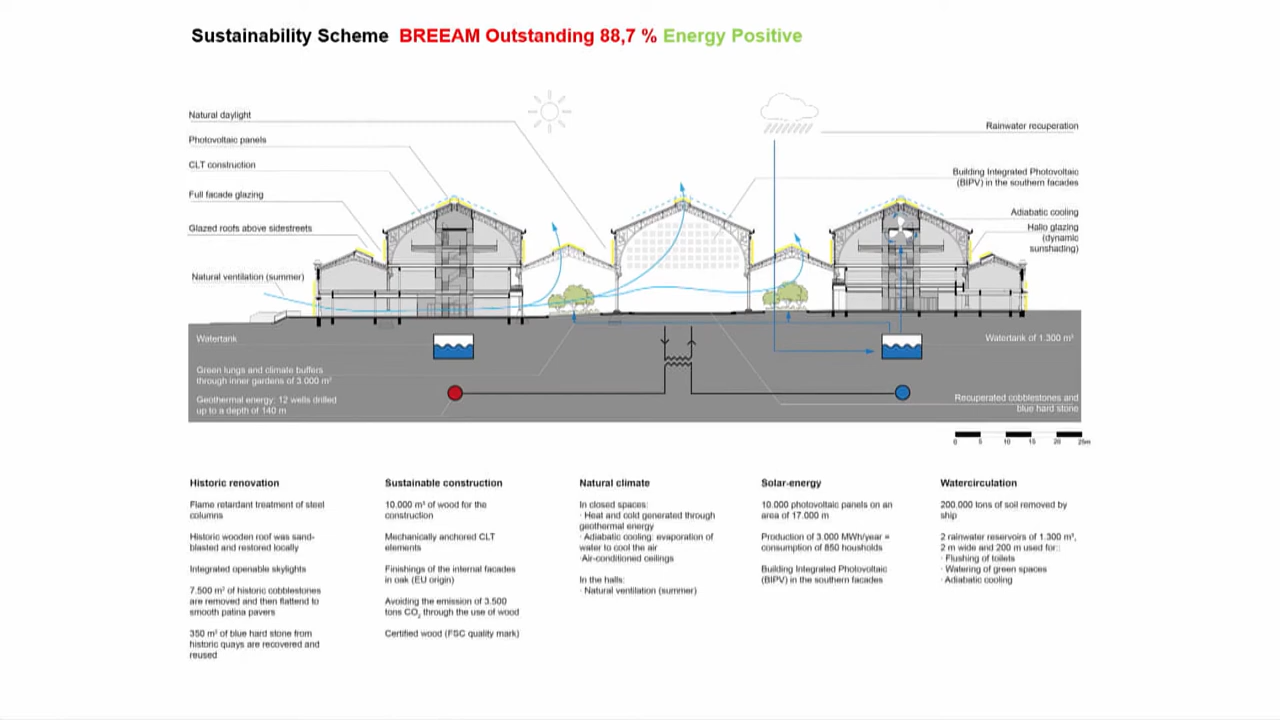 Sustainability Scheme BREEAM Outstanding 88,7 % Energy Positive
Natural daylight
Photovoltaic panels
CLT construction
Full facade glazing
Glazed roofs above sidestreets
Natural ventilation (summer)
Rainwater recuperation
Building Integrated Photovoltaic
(BIPV) in the southern facades
Adiabatic cooling
Hallo glazing
(dynamic
sunshading)
Watertank
Green lungs and climate buffers
through inner gardens of 3.000 m²
Geothermal energy: 12 wells drilled
up to a depth of 140 m
Watertank of 1.300 m³
Recuperated cobblestones and
blue hard stone
0 5 10 15 20 25m
Historic renovation
Flame retardant treatment of steel
columns
Historic wooden roof was sand-
blasted and restored locally
Integrated openable skylights
7.500 m² of historic cobblestones
are removed and then flattend to
smooth patina pavers
350 m³ of blue hard stone from
historic quays are recovered and
reused
Sustainable construction
10.000 m³ of wood for the
construction
Mechanically anchored CLT
elements
Finishings of the internal facades
in oak (EU origin)
Avoiding the emission of 3.500
tons CO₂ through the use of wood
Certified wood (FSC quality mark)
Natural climate
In closed spaces:
· Heat and cold generated through
geothermal energy
· Adiabatic cooling: evaporation of
water to cool the air
·Air-conditioned ceilings
In the halls:
· Natural ventilation (summer)
Solar-energy
10.000 photovoltaic panels on an
area of 17.000 m
Production of 3.000 MWh/year =
consumption of 850 housholds
Building Integrated Photovoltaic
(BIPV) in the southern facades
Watercirculation
200.000 tons of soil removed by
ship
2 rainwater reservoirs of 1.300 m³,
2 m wide and 200 m used for::
· Flushing of toilets
· Watering of green spaces
· Adiabatic cooling